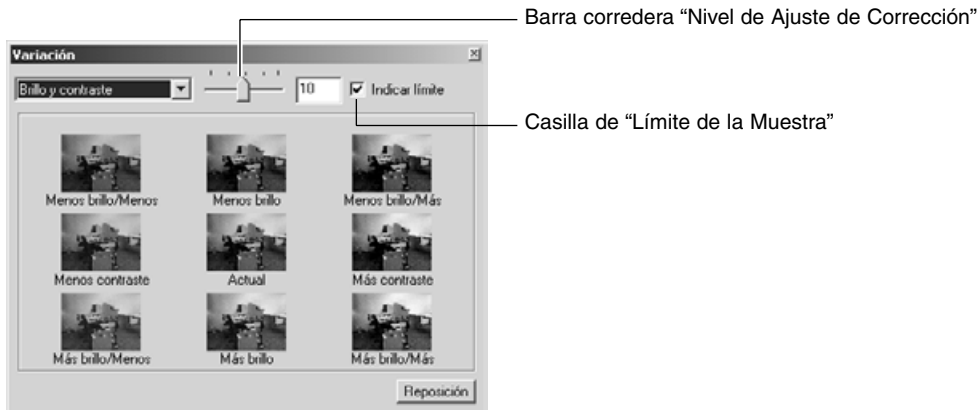 Barra corredera “Nivel de Ajuste de Corrección”
Variación
Brillo y contraste
10
Indicar límite
Casilla de “Límite de la Muestra”
Menos brillo/Menos
Menos brillo
Menos brillo/Más
Menos contraste
Actual
Más contraste
Más brillo/Menos
Más brillo
Más brillo/Más
Reposición